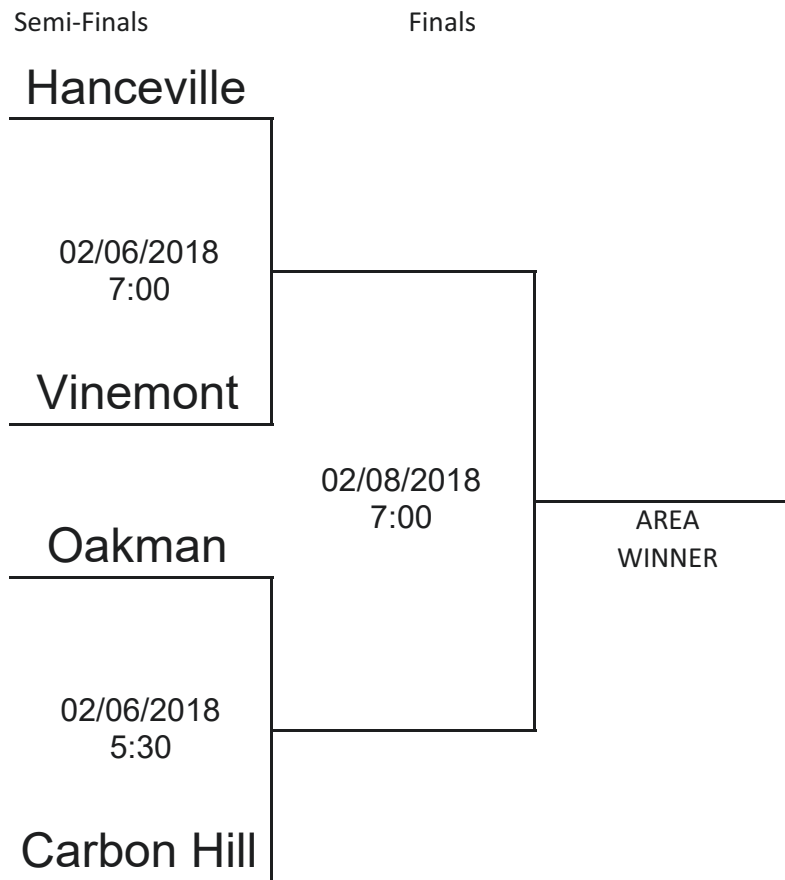 Semi-Finals
Finals
Hanceville
02/06/2018
7:00
Vinemont
02/08/2018
7:00
AREA
WINNER
Oakman
02/06/2018
5:30
Carbon Hill